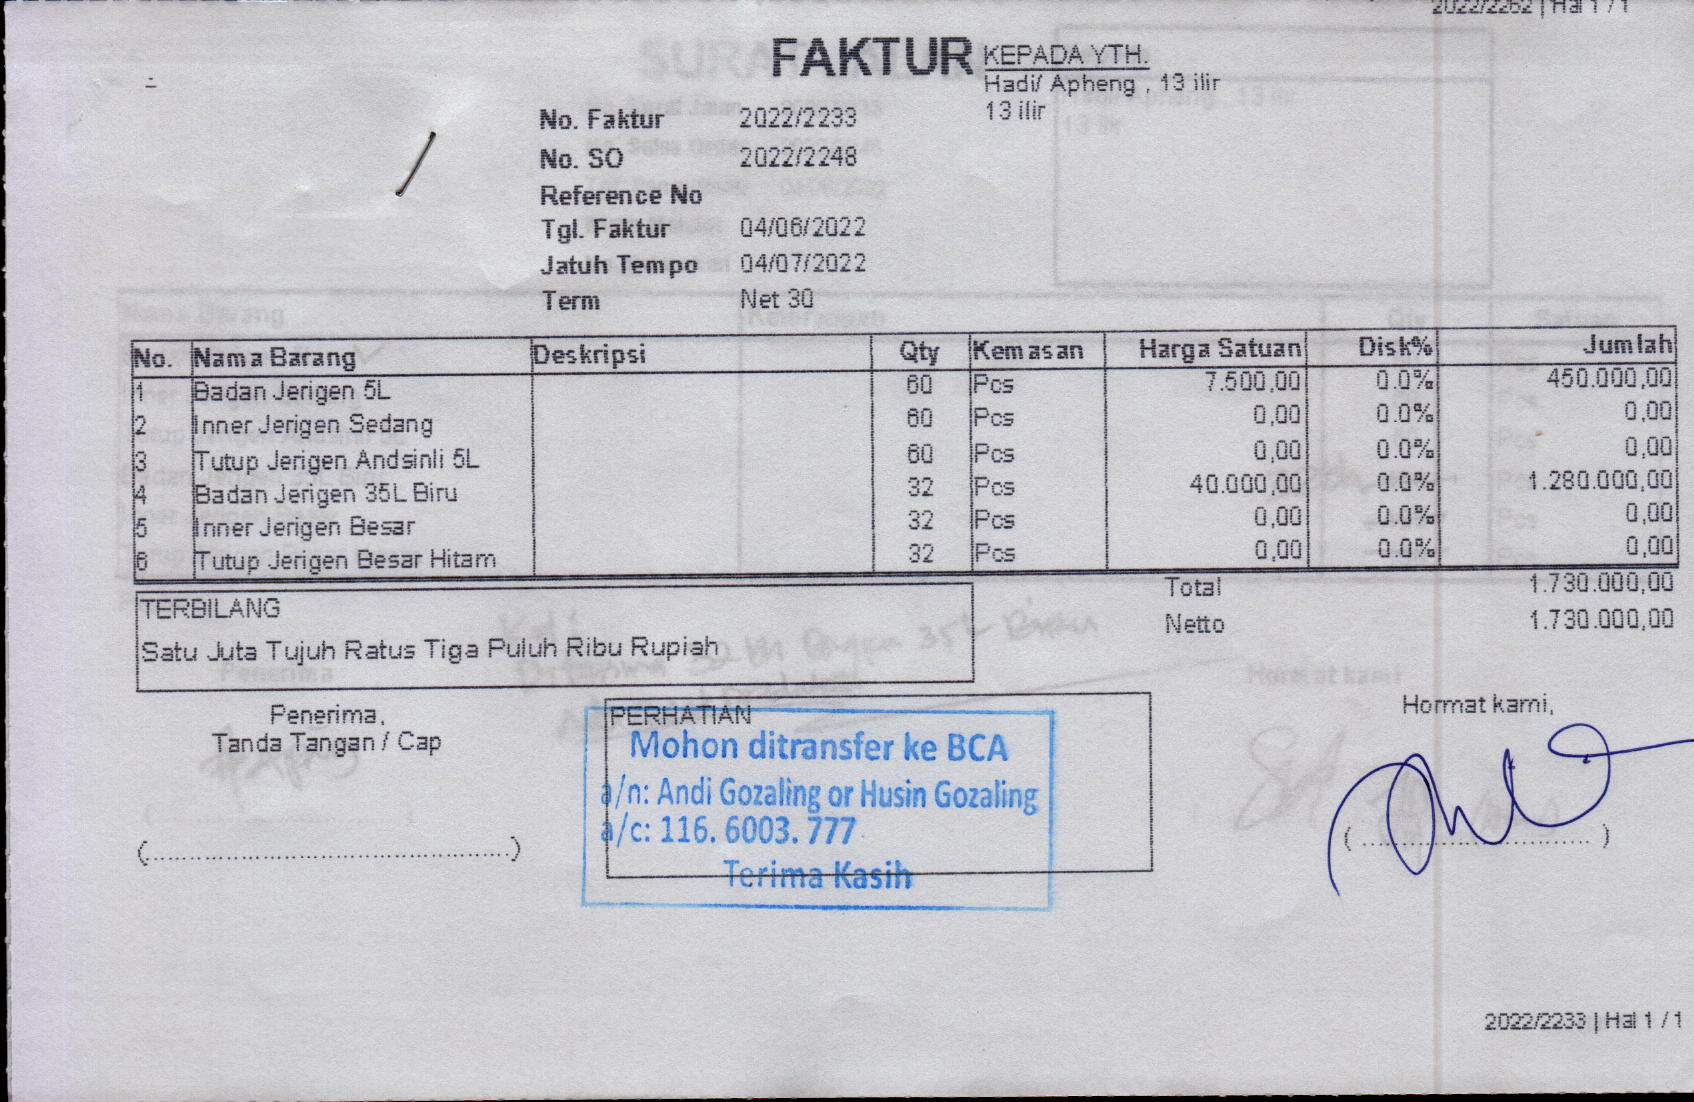 2022/2262 | Hal 1 / 1
FAKTUR
KEPADA YTH.
Hadi/ Apheng , 13 ilir
13 ilir
No. Faktur 2022/2233
No. SO 2022/2248
Reference No
Tgl. Faktur 04/06/2022
Jatuh Tempo 04/07/2022
Term Net 30
No. Nama Barang Deskripsi Qty Kemasan Harga Satuan Disk% Jumlah
1 Badan Jerigen 5L 60 Pcs 7.500,00 0.0% 450.000,00
2 Inner Jerigen Sedang 60 Pcs 0,00 0.0% 0,00
3 Tutup Jerigen Andsinli 5L 60 Pcs 0,00 0.0% 0,00
4 Badan Jerigen 35L Biru 32 Pcs 40.000,00 0.0% 1.280.000,00
5 Inner Jerigen Besar 32 Pcs 0,00 0.0% 0,00
6 Tutup Jerigen Besar Hitam 32 Pcs 0,00 0.0% 0,00
Total 1.730.000,00
Netto 1.730.000,00
TERBILANG
Satu Juta Tujuh Ratus Tiga Puluh Ribu Rupiah
Penerima,
Tanda Tangan / Cap
(..................................................)
PERHATIAN
Mohon ditransfer ke BCA
a/n: Andi Gozaling or Husin Gozaling
a/c: 116. 6003. 777
Terima Kasih
Hormat kami,
( ................................ )
2022/2233 | Hal 1 / 1